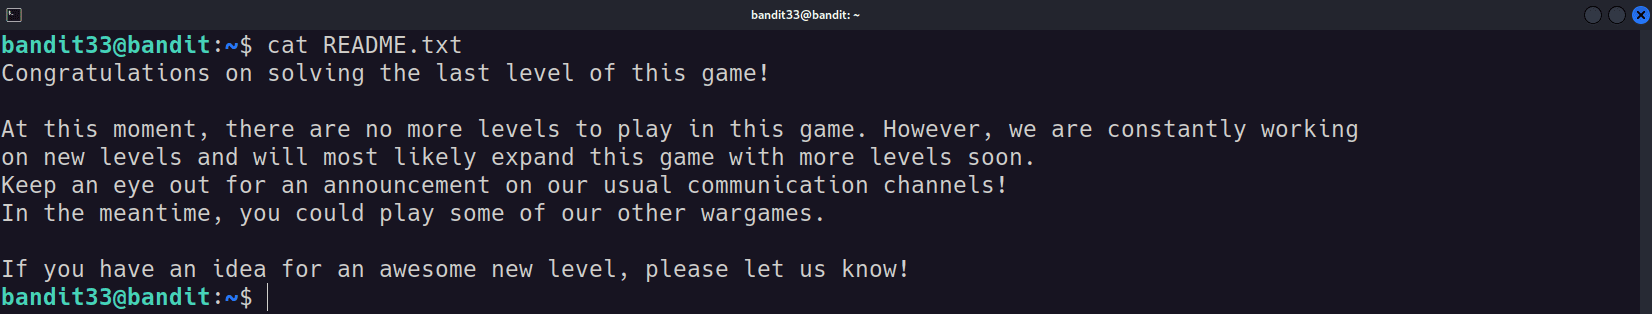 bandit33@bandit: ~
bandit33@bandit:~$ cat README.txt
Congratulations on solving the last level of this game!
At this moment, there are no more levels to play in this game. However, we are constantly working
on new levels and will most likely expand this game with more levels soon.
Keep an eye out for an announcement on our usual communication channels!
In the meantime, you could play some of our other wargames.
If you have an idea for an awesome new level, please let us know!
bandit33@bandit:~$